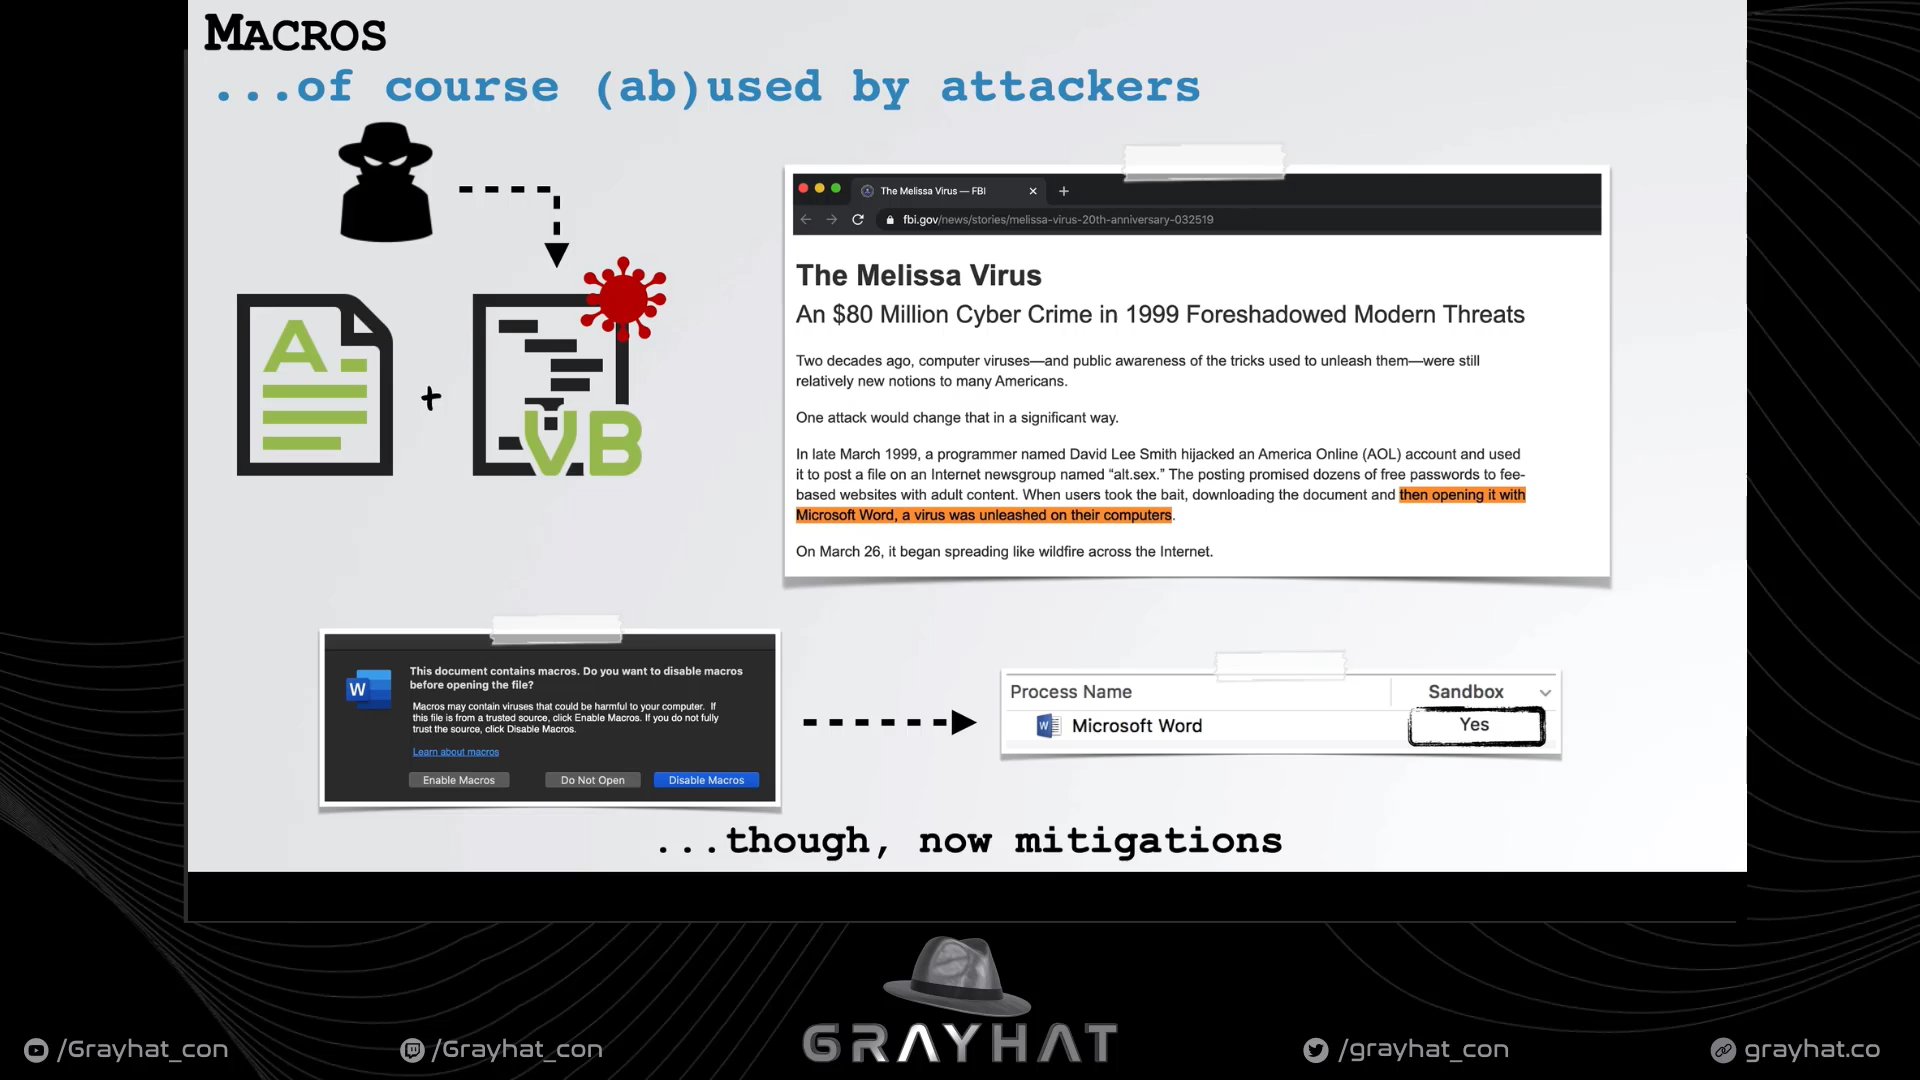 MACROS
...of course (ab)used by attackers
A
+
VB
The Melissa Virus — FBI
fbi.gov/news/stories/melissa-virus-20th-anniversary-032519
The Melissa Virus
An $80 Million Cyber Crime in 1999 Foreshadowed Modern Threats
Two decades ago, computer viruses—and public awareness of the tricks used to unleash them—were still
relatively new notions to many Americans.
One attack would change that in a significant way.
In late March 1999, a programmer named David Lee Smith hijacked an America Online (AOL) account and used
it to post a file on an Internet newsgroup named “alt.sex.” The posting promised dozens of free passwords to fee-
based websites with adult content. When users took the bait, downloading the document and then opening it with
Microsoft Word, a virus was unleashed on their computers.
On March 26, it began spreading like wildfire across the Internet.
W
This document contains macros. Do you want to disable macros
before opening the file?
Macros may contain viruses that could be harmful to your computer. If
this file is from a trusted source, click Enable Macros. If you do not fully
trust the source, click Disable Macros.
Learn about macros
Enable Macros Do Not Open Disable Macros
Process Name Sandbox
W Microsoft Word Yes
...though, now mitigations
GRAYHAT
/Grayhat_con
/Grayhat_con
/grayhat_con
grayhat.co